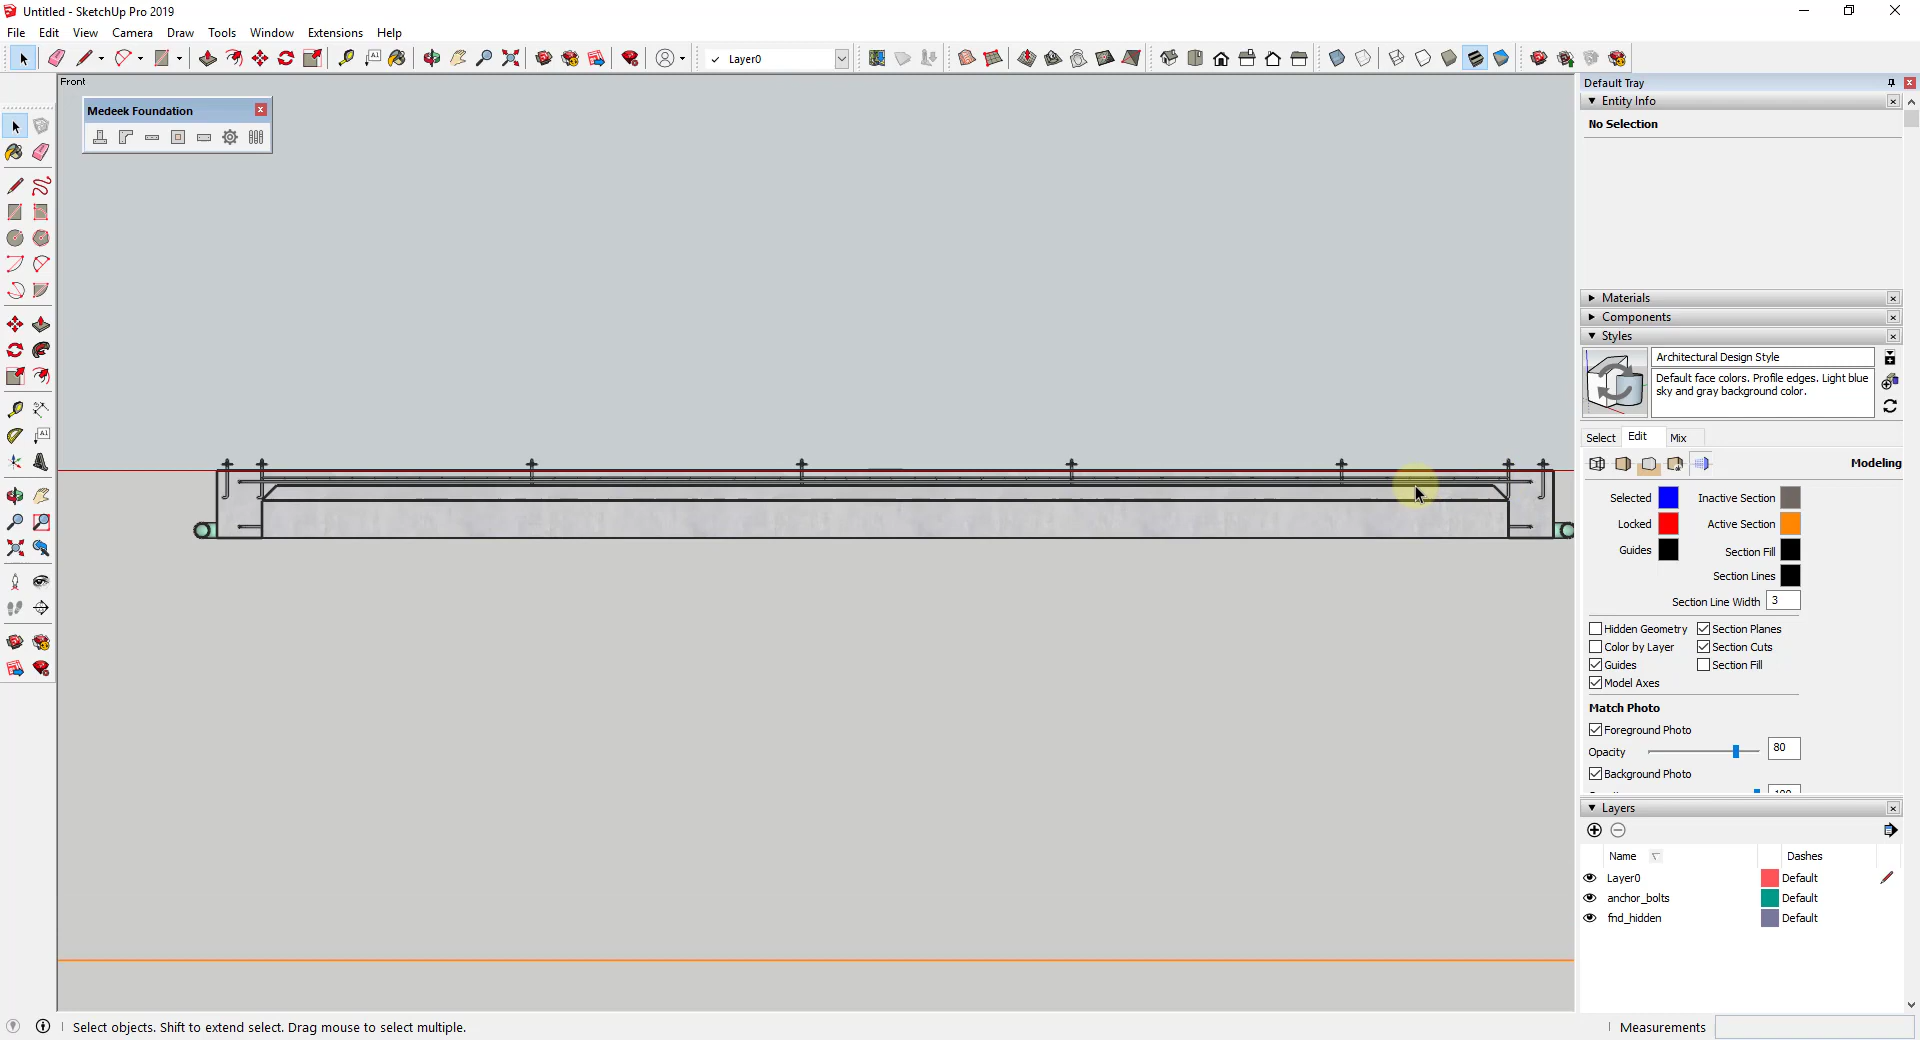 Untitled - SketchUp Pro 2019
File Edit View Camera Draw Tools Window Extensions Help
Layer0
Front
Medeek Foundation
Default Tray
Entity Info
No Selection
Materials
Components
Styles
Architectural Design Style
Default face colors. Profile edges. Light blue
sky and gray background color.
Select Edit Mix
Modeling
Selected Inactive Section
Locked Active Section
Guides Section Fill
Section Lines
Section Line Width 3
Hidden Geometry Section Planes
Color by Layer Section Cuts
Guides Section Fill
Model Axes
Match Photo
Foreground Photo
Opacity 80
Background Photo
Layers
Name Dashes
Layer0 Default
anchor_bolts Default
fnd_hidden Default
Select objects. Shift to extend select. Drag mouse to select multiple.
Measurements